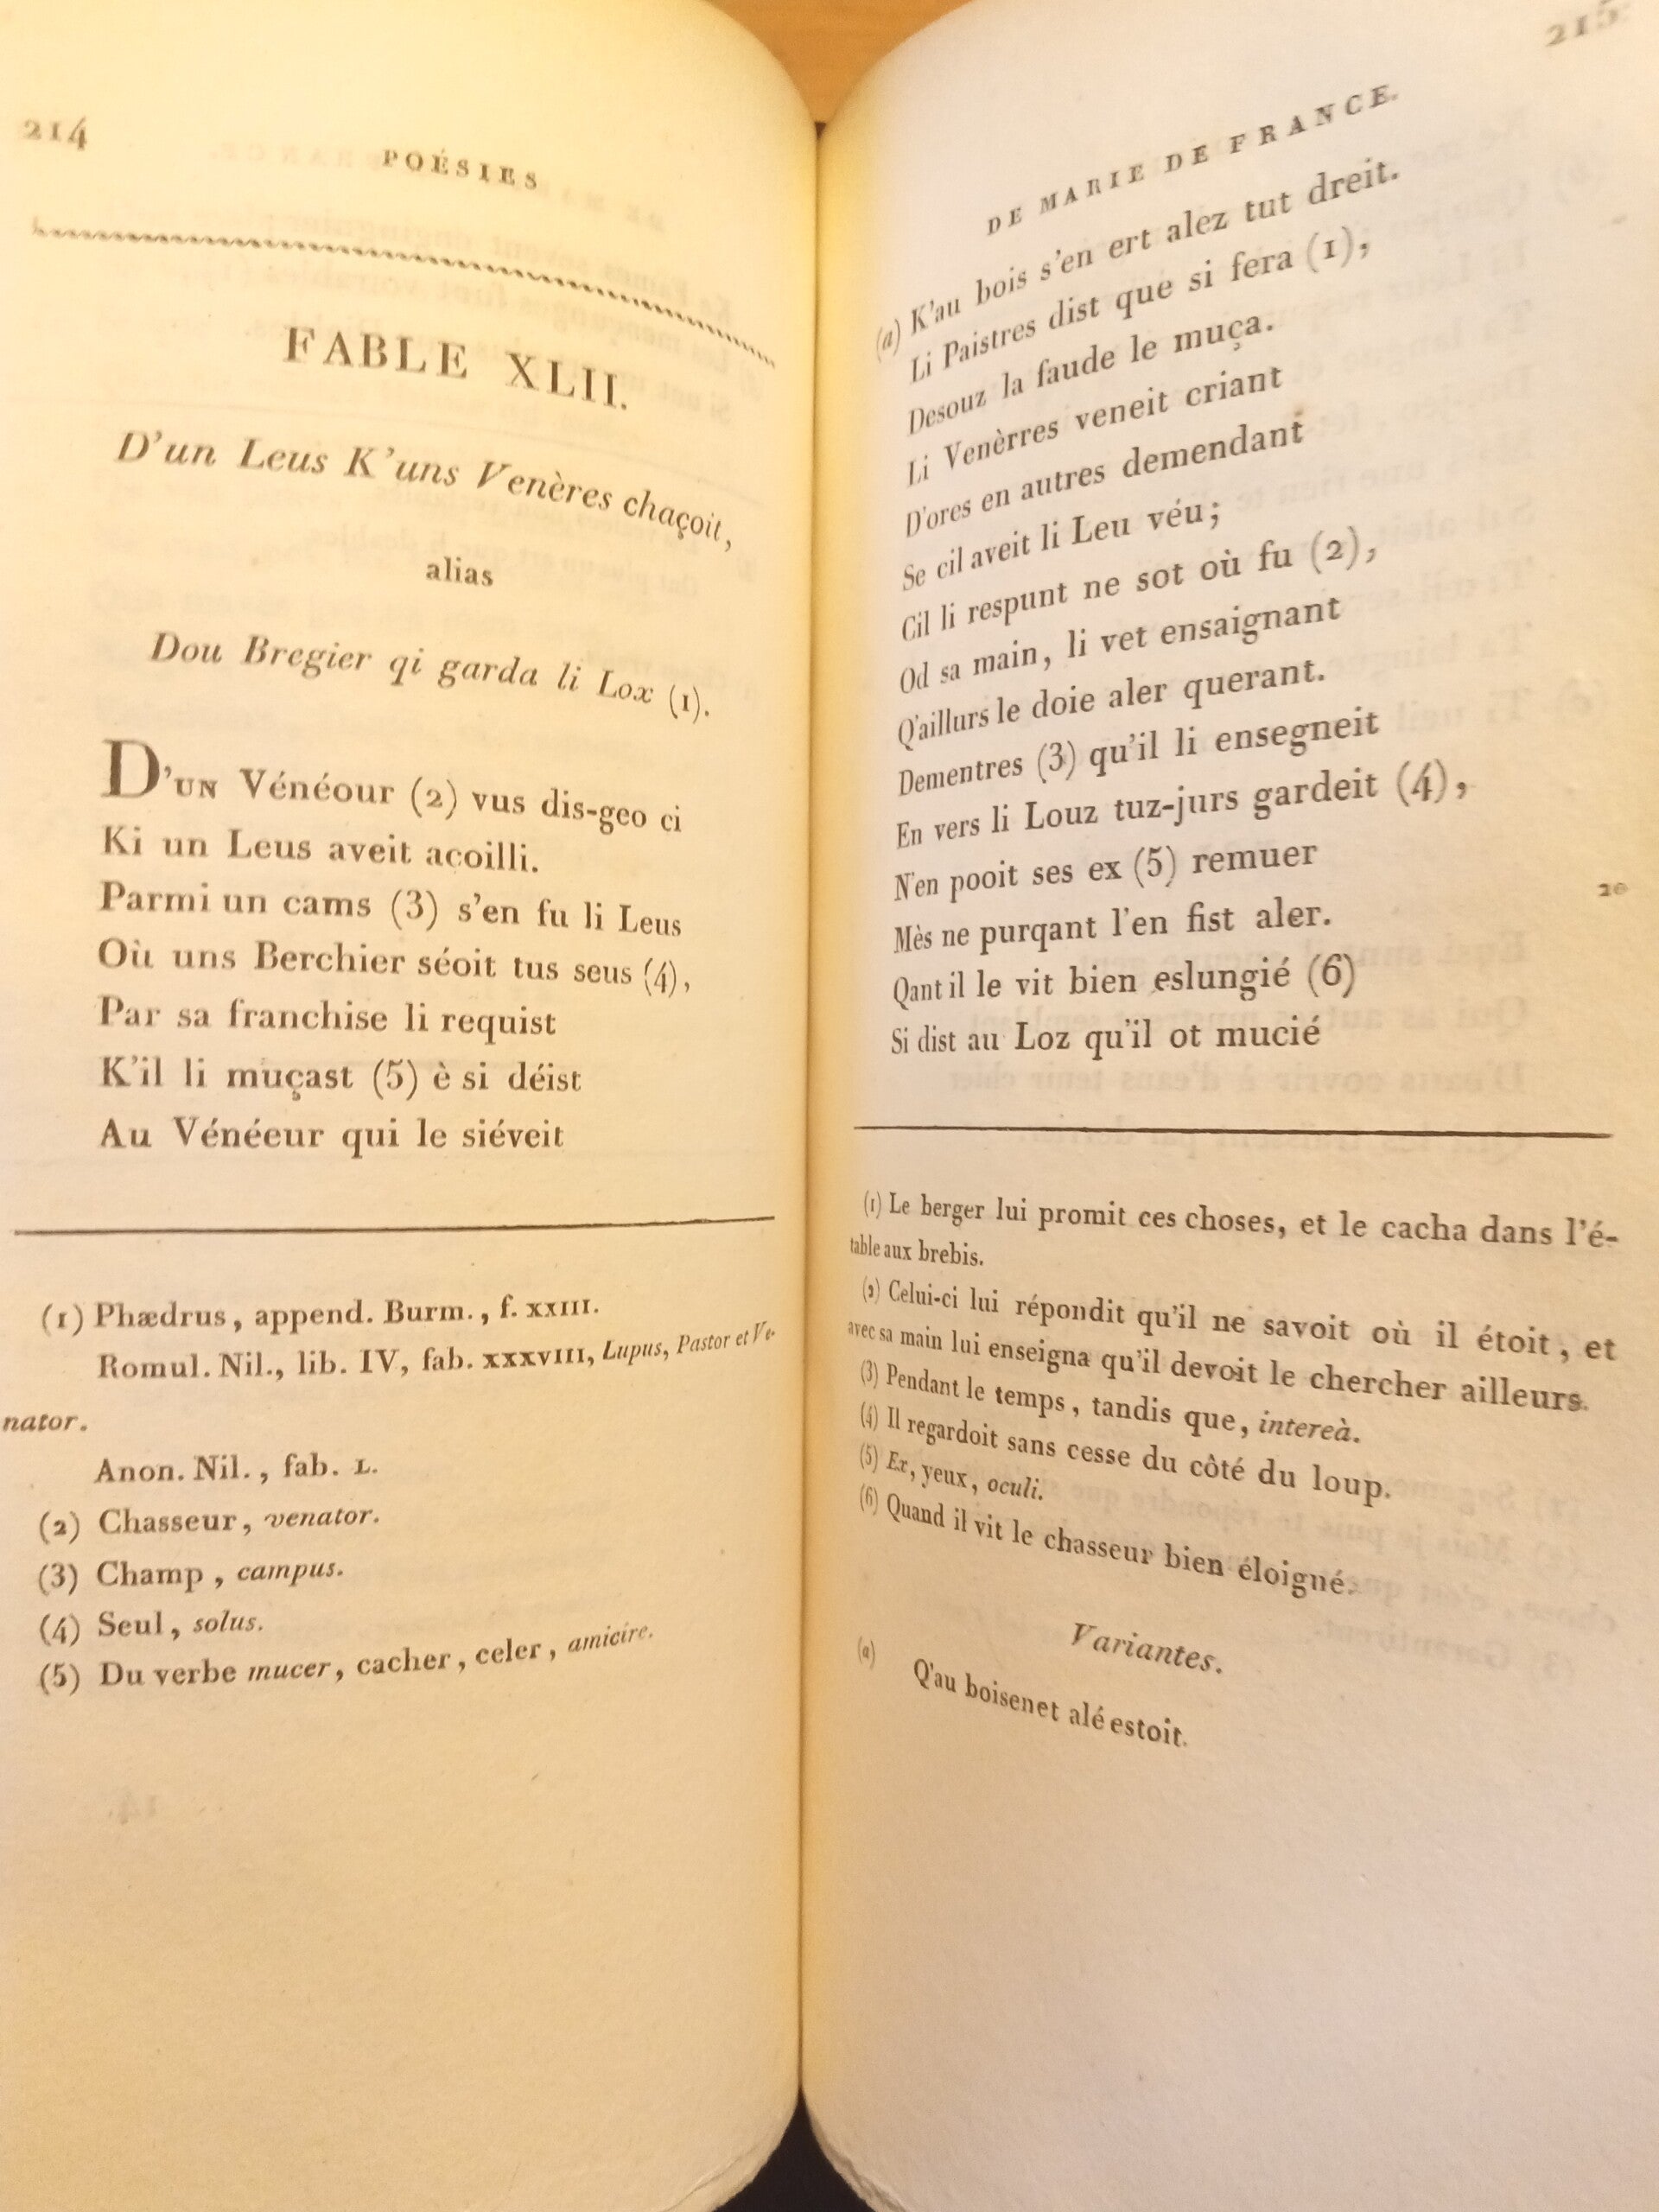 214
POÉSIES
FABLE XLII.
D'un Leus K'uns Venères chaçoit,
alias
Dou Bregier qi garda li Lox (1).
D'UN Vénéour (2) vus dis-geo ci
Ki un Leus aveit acoilli.
Parmi un cams (3) s'en fu li Leus
Où uns Berchier séoit tus seus (4),
Par sa franchise li requist
K'il li muçast (5) è si déist
Au Vénéeur qui le siéveit
(1) Phædrus, append. Burm., f. XXIII.
Romul. Nil., lib. IV, fab. XXXVIII, Lupus, Pastor et Ve-
nator.
Anon. Nil., fab. L.
(2) Chasseur, venator.
(3) Champ, campus.
(4) Seul, solus.
(5) Du verbe mucer, cacher, celer, amicire.
215
DE MARIE DE FRANCE.
(a) K'au bois s'en ert alez tut dreit.
Li Paistres dist que si fera (1),
Desouz la faude le muça.
Li Venèrres veneit criant
D'ores en autres demendant
Se cil aveit li Leu véu;
Cil li respunt ne sot où fu (2),
Od sa main, li vet ensaignant
Q'aillurs le doie aler querant.
Dementres (3) qu'il li ensegneit
En vers li Louz tuz-jurs gardeit (4),
N'en pooit ses ex (5) remuer
20
Mès ne purqant l'en fist aler.
Qant il le vit bien eslungié (6)
Si dist au Loz qu'il ot mucié
(1) Le berger lui promit ces choses, et le cacha dans l'é-
table aux brebis.
(2) Celui-ci lui répondit qu'il ne savoit où il étoit, et
avec sa main lui enseigna qu'il devoit le chercher ailleurs.
(3) Pendant le temps, tandis que, intereà.
(4) Il regardoit sans cesse du côté du loup.
(5) Ex, yeux, oculi.
(6) Quand il vit le chasseur bien éloigné.
Variantes.
(a) Q'au boisenet alé estoit.